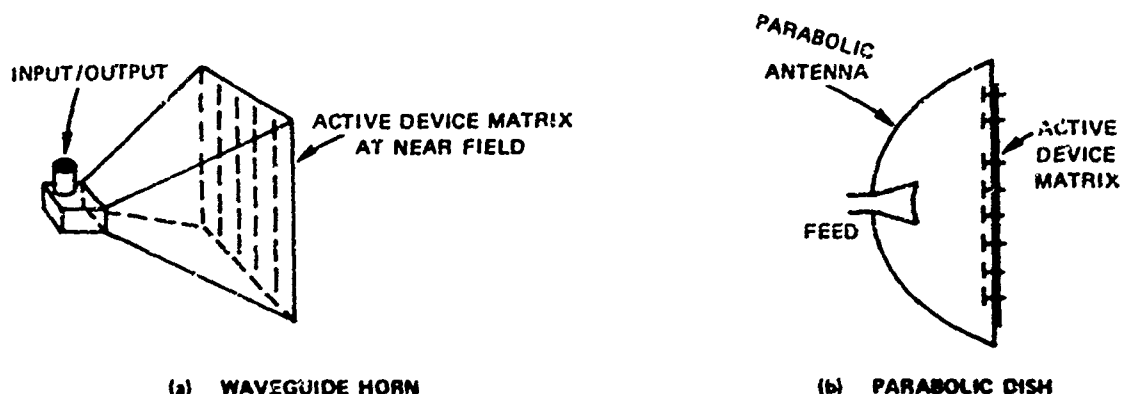 INPUT/OUTPUT
ACTIVE DEVICE MATRIX
AT NEAR FIELD
(a) WAVEGUIDE HORN
PARABOLIC
ANTENNA
ACTIVE
DEVICE
MATRIX
FEED
(b) PARABOLIC DISH